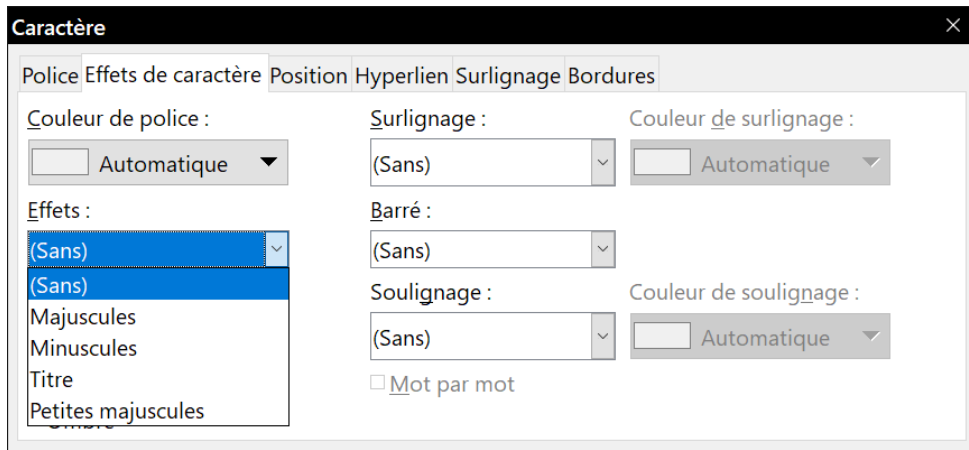 Caractère
Police Effets de caractère Position Hyperlien Surlignage Bordures
Couleur de police : Surlignage : Couleur de surlignage :
Automatique (Sans) Automatique
Effets : Barré :
(Sans) (Sans)
(Sans) Soulignage : Couleur de soulignage :
Majuscules
Minuscules (Sans) Automatique
Titre Mot par mot
Petites majuscules